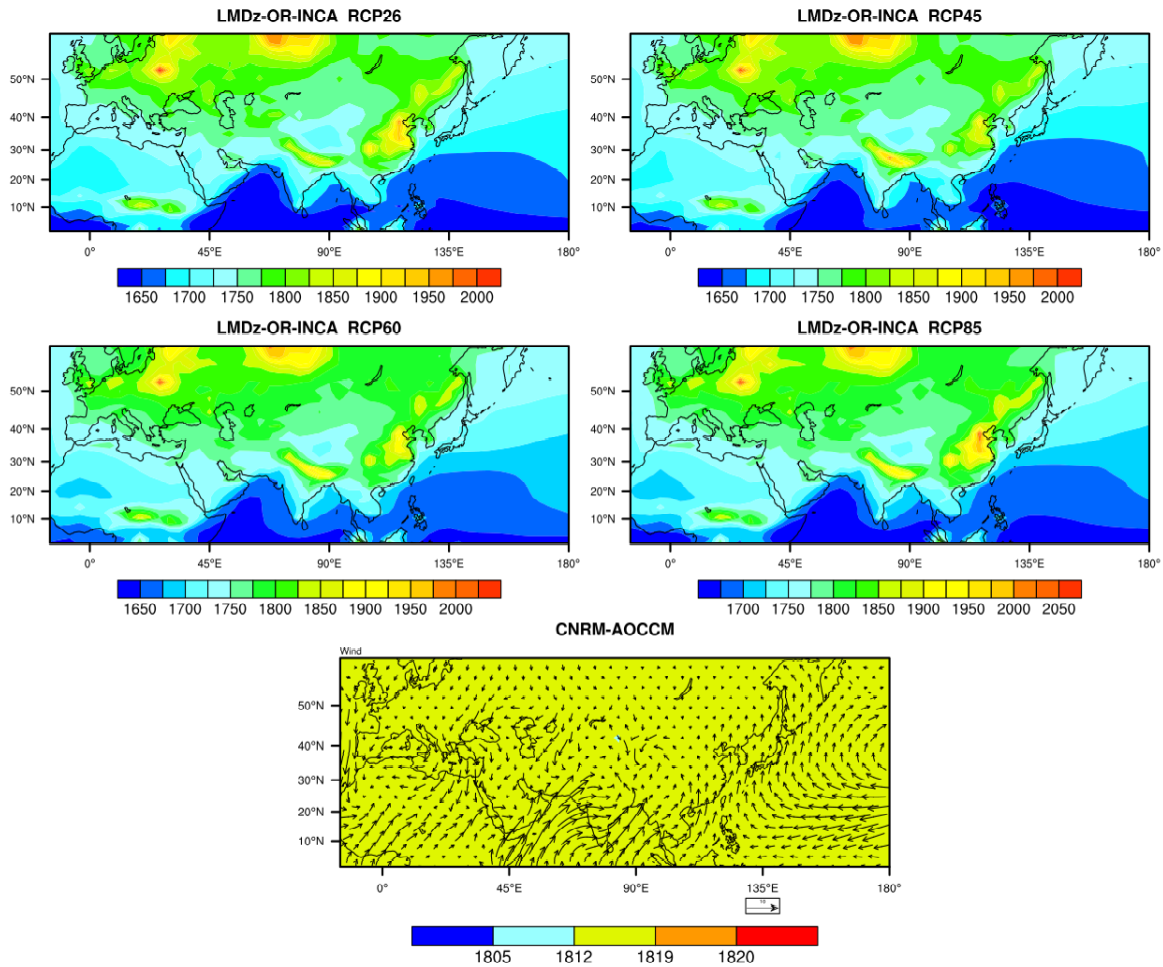 LMDz-OR-INCA RCP26
LMDz-OR-INCA RCP45
50°N
40°N
30°N
20°N
10°N
0°
45°E
90°E
135°E
180°
50°N
40°N
30°N
20°N
10°N
0°
45°E
90°E
135°E
180°
1650 1700 1750 1800 1850 1900 1950 2000
1650 1700 1750 1800 1850 1900 1950 2000
LMDz-OR-INCA RCP60
LMDz-OR-INCA RCP85
50°N
40°N
30°N
20°N
10°N
0°
45°E
90°E
135°E
180°
50°N
40°N
30°N
20°N
10°N
0°
45°E
90°E
135°E
180°
1650 1700 1750 1800 1850 1900 1950 2000
1700 1750 1800 1850 1900 1950 2000 2050
CNRM-AOCCM
Wind
50°N
40°N
30°N
20°N
10°N
0°
45°E
90°E
135°E
180°
10
1805 1812 1819 1820